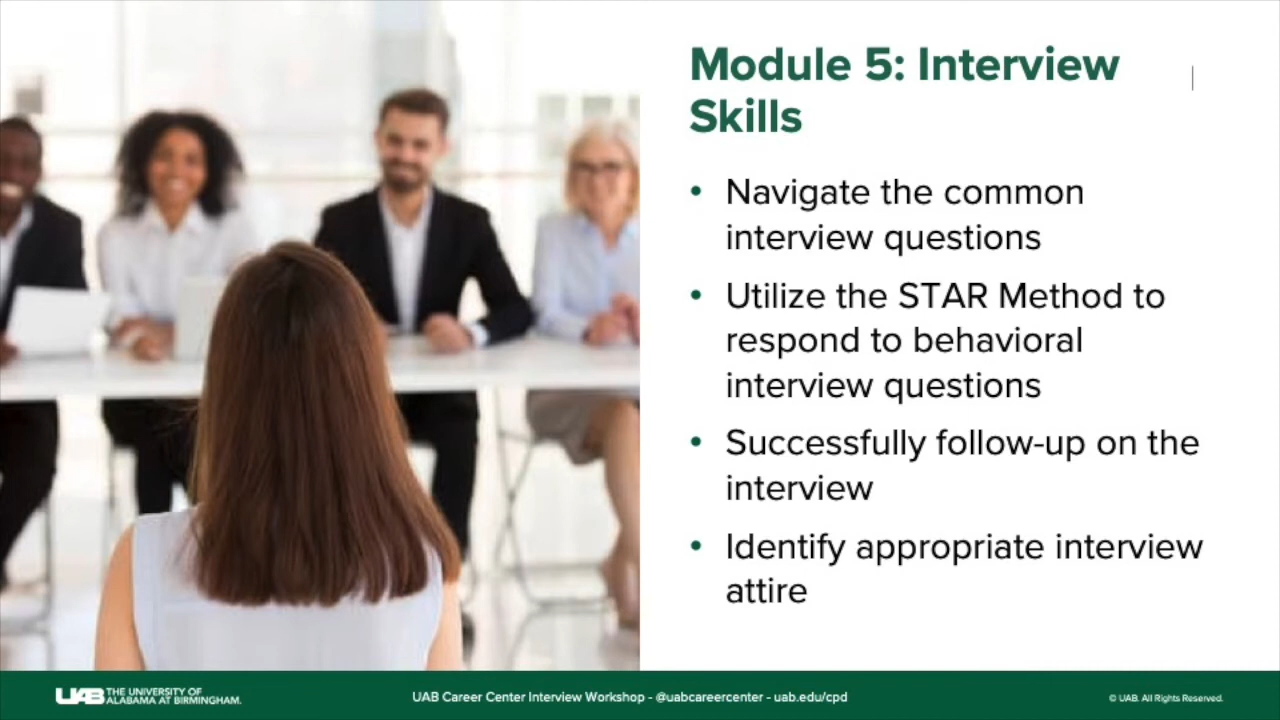 Module 5: Interview
Skills
• Navigate the common
interview questions
• Utilize the STAR Method to
respond to behavioral
interview questions
• Successfully follow-up on the
interview
• Identify appropriate interview
attire
UAB THE UNIVERSITY OF
ALABAMA AT BIRMINGHAM.
UAB Career Center Interview Workshop - @uabcareercenter - uab.edu/cpd
© UAB. All Rights Reserved.